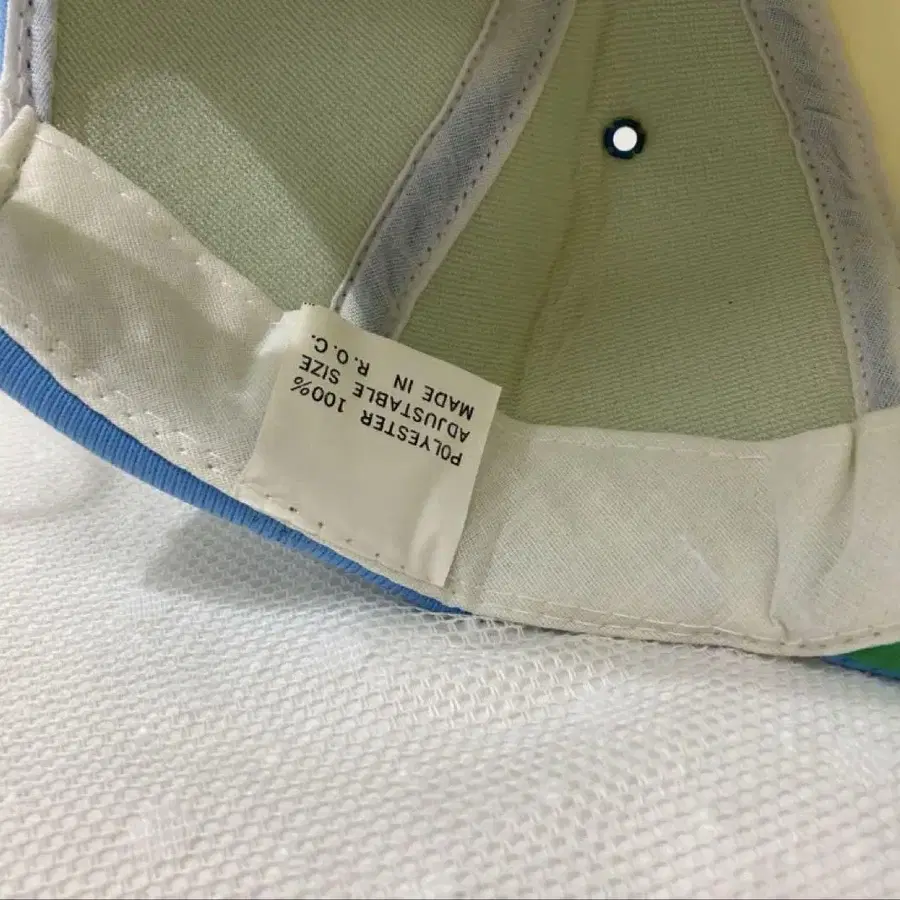 POLYESTER 100%
ADJUSTABLE SIZE
MADE IN R.O.C.